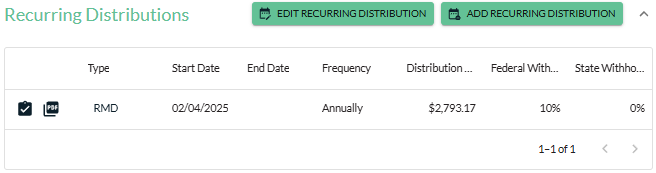 Recurring Distributions
EDIT RECURRING DISTRIBUTION
ADD RECURRING DISTRIBUTION
Type Start Date End Date Frequency Distribution ... Federal With... State Withho...
PDF RMD 02/04/2025 Annually $2,793.17 10% 0%
1–1 of 1